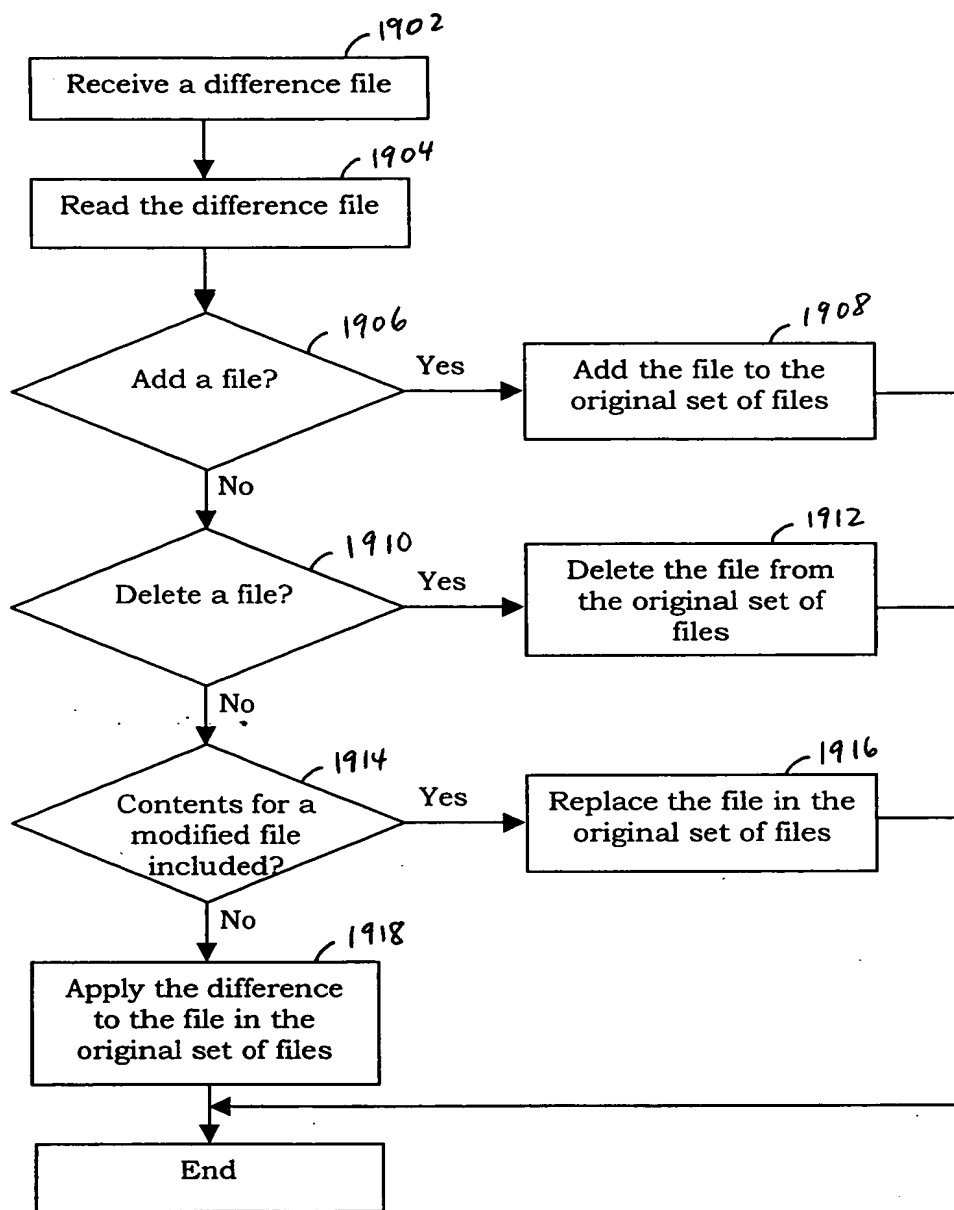 1902
Receive a difference file
1904
Read the difference file
1906
Add a file?
Yes
1908
Add the file to the
original set of files
No
1910
Delete a file?
Yes
1912
Delete the file from
the original set of
files
No
1914
Contents for a
modified file
included?
Yes
1916
Replace the file in the
original set of files
No
1918
Apply the difference
to the file in the
original set of files
End